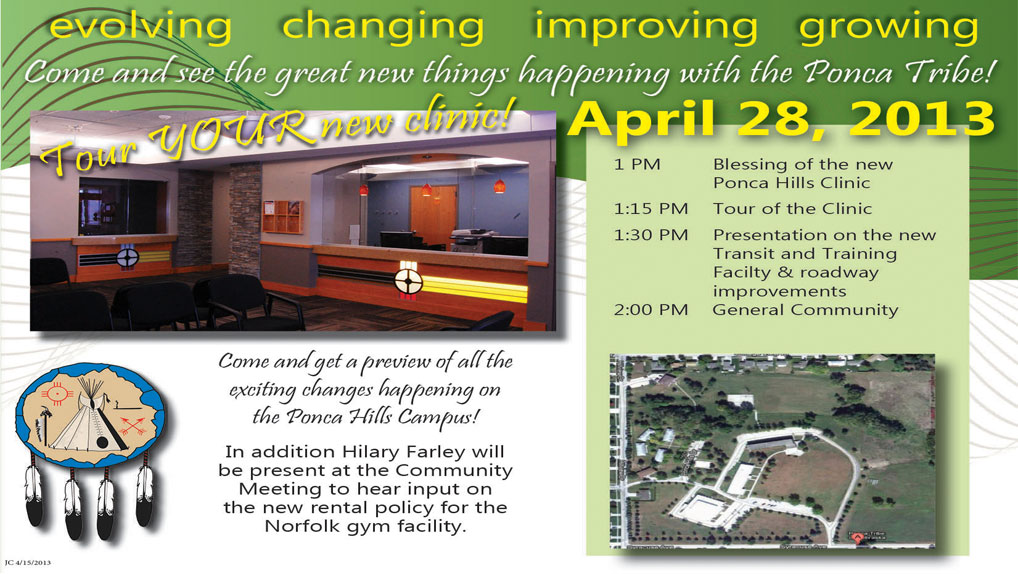 evolving changing improving growing
Come and see the great new things happening with the Ponca Tribe!
Tour YOUR new clinic!
April 28, 2013
1 PM Blessing of the new
Ponca Hills Clinic
1:15 PM Tour of the Clinic
1:30 PM Presentation on the new
Transit and Training
Facilty & roadway
improvements
2:00 PM General Community
Come and get a preview of all the
exciting changes happening on
the Ponca Hills Campus!
In addition Hilary Farley will
be present at the Community
Meeting to hear input on
the new rental policy for the
Norfolk gym facility.
JC 4/15/2013